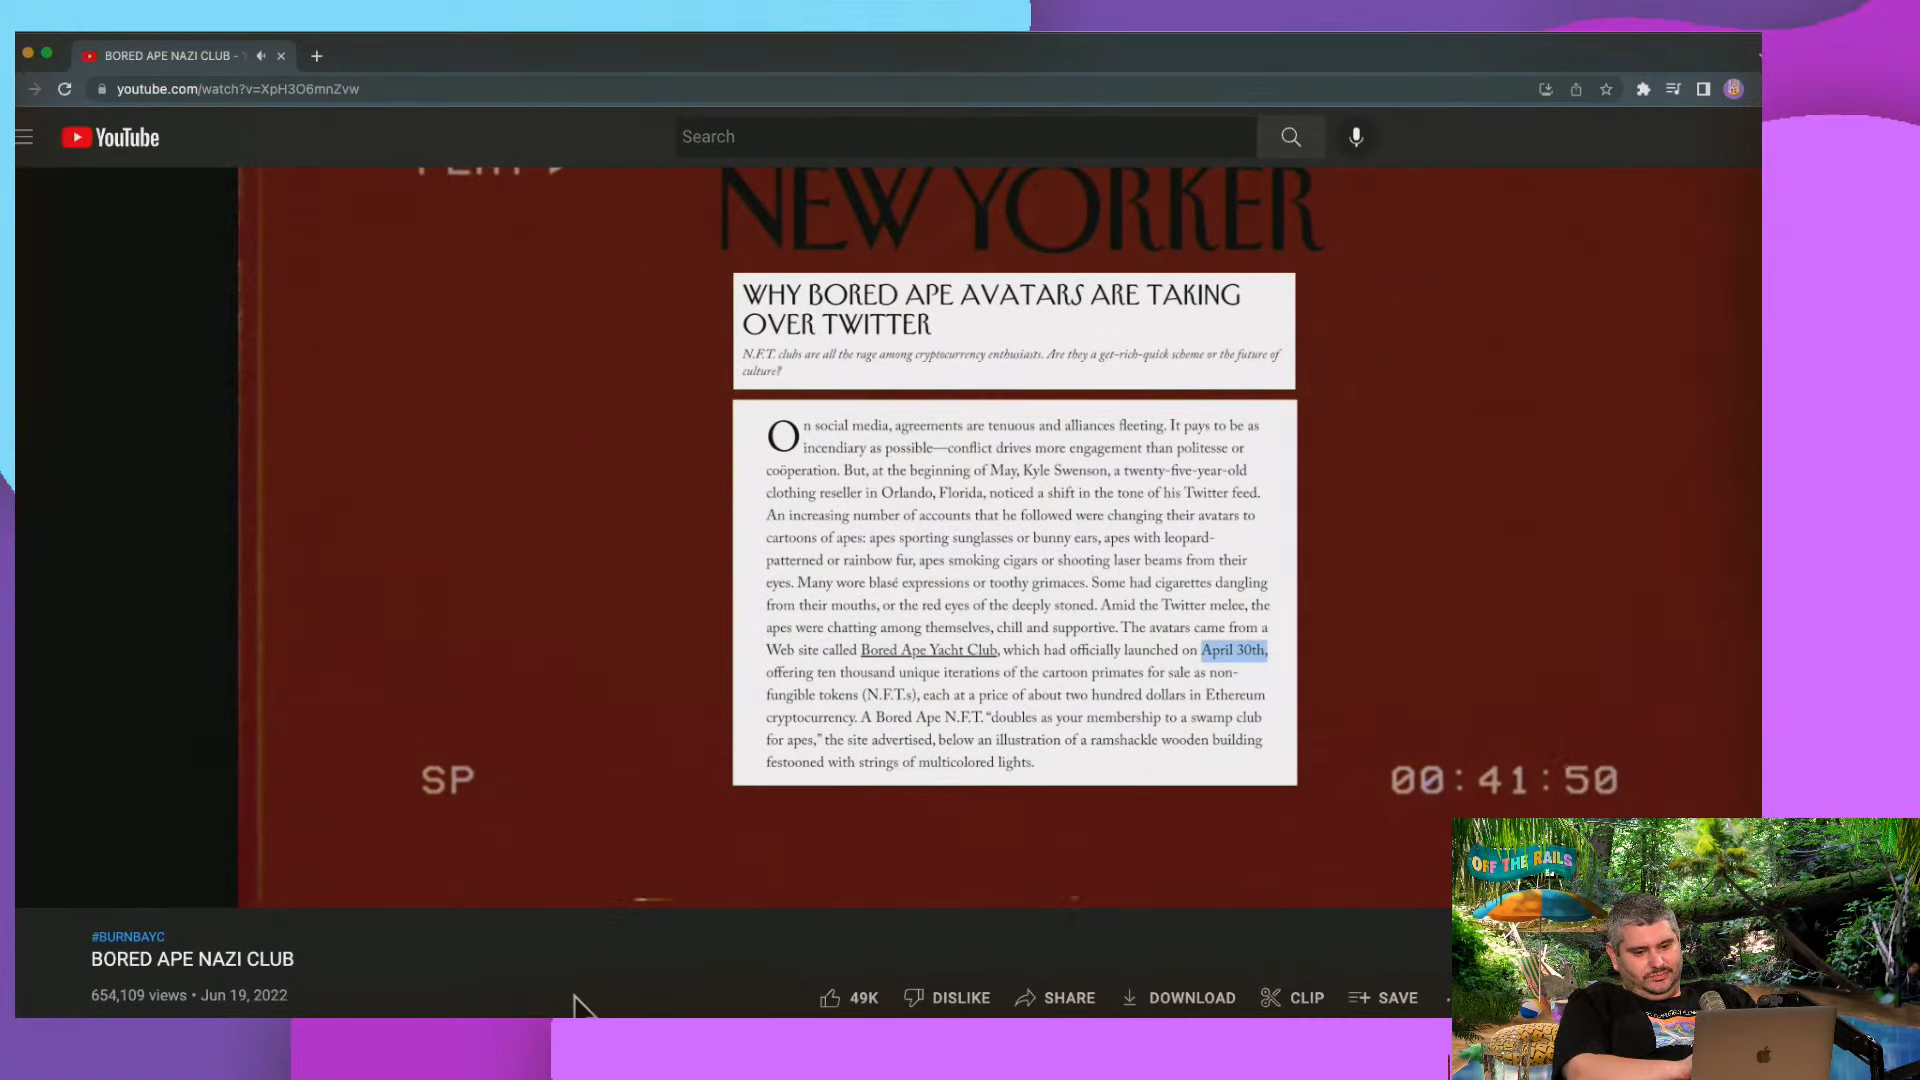 BORED APE NAZI CLUB -
youtube.com/watch?v=XpH3O6mnZvw
YouTube
Search
NEW YORKER
WHY BORED APE AVATARS ARE TAKING
OVER TWITTER
N.F.T. clubs are all the rage among cryptocurrency enthusiasts. Are they a get-rich-quick scheme or the future of
culture?
On social media, agreements are tenuous and alliances fleeting. It pays to be as
incendiary as possible—conflict drives more engagement than politesse or
coöperation. But, at the beginning of May, Kyle Swenson, a twenty-five-year-old
clothing reseller in Orlando, Florida, noticed a shift in the tone of his Twitter feed.
An increasing number of accounts that he followed were changing their avatars to
cartoons of apes: apes sporting sunglasses or bunny ears, apes with leopard-
patterned or rainbow fur, apes smoking cigars or shooting laser beams from their
eyes. Many wore blasé expressions or toothy grimaces. Some had cigarettes dangling
from their mouths, or the red eyes of the deeply stoned. Amid the Twitter melee, the
apes were chatting among themselves, chill and supportive. The avatars came from a
Web site called Bored Ape Yacht Club, which had officially launched on April 30th,
offering ten thousand unique iterations of the cartoon primates for sale as non-
fungible tokens (N.F.T.s), each at a price of about two hundred dollars in Ethereum
cryptocurrency. A Bored Ape N.F.T. “doubles as your membership to a swamp club
for apes,” the site advertised, below an illustration of a ramshackle wooden building
festooned with strings of multicolored lights.
SP
00:41:50
OFF THE RAILS
#BURNBAYC
BORED APE NAZI CLUB
654,109 views • Jun 19, 2022
49K DISLIKE SHARE DOWNLOAD CLIP SAVE